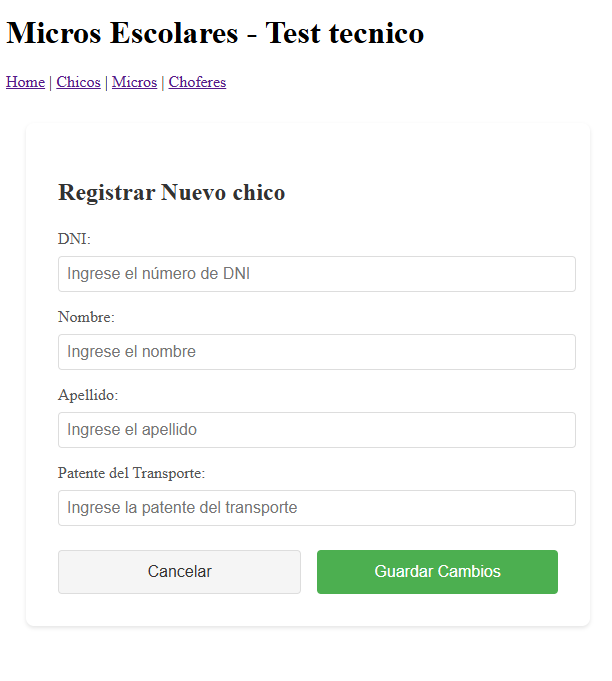 Micros Escolares - Test tecnico
Home | Chicos | Micros | Choferes
Registrar Nuevo chico
DNI:
Ingrese el número de DNI
Nombre:
Ingrese el nombre
Apellido:
Ingrese el apellido
Patente del Transporte:
Ingrese la patente del transporte
Cancelar
Guardar Cambios